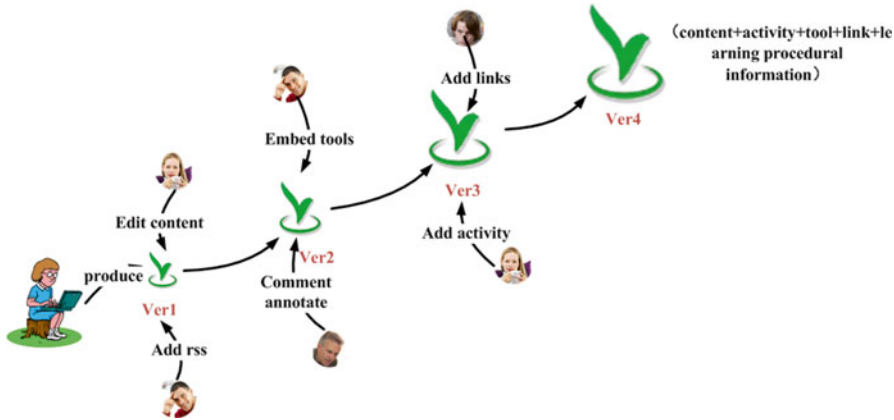 (content+activity+tool+link+le
arning procedural
information)
Add links
Ver4
Embed tools
Ver3
Edit content
Add activity
Ver2
produce
Comment
annotate
Ver1
Add rss